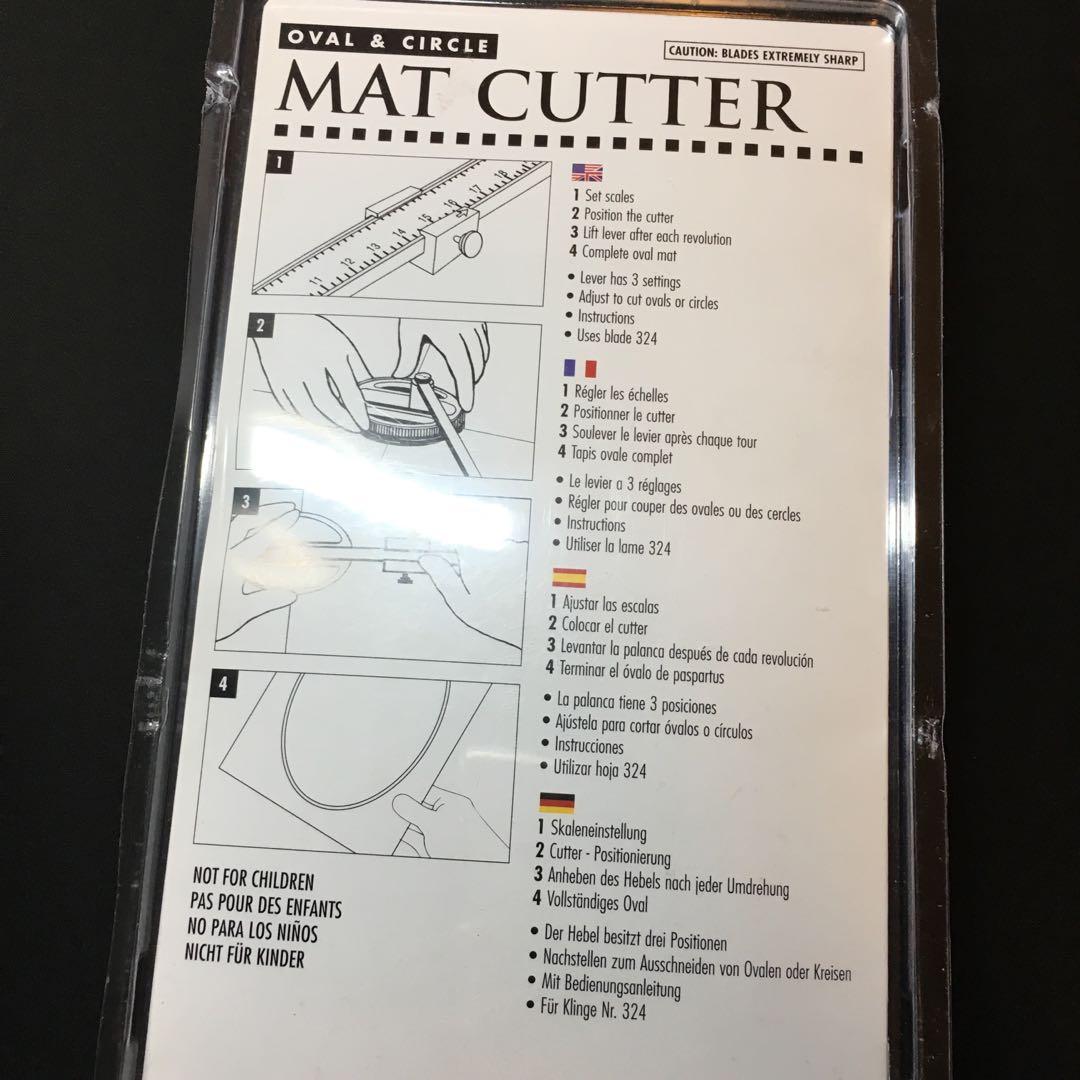 OVAL & CIRCLE
CAUTION: BLADES EXTREMELY SHARP
MAT CUTTER
1
11 12 13 14 15 16 17 18
2
3
4
1 Set scales
2 Position the cutter
3 Lift lever after each revolution
4 Complete oval mat
• Lever has 3 settings
• Adjust to cut ovals or circles
• Instructions
• Uses blade 324
1 Régler les échelles
2 Positionner le cutter
3 Soulever le levier après chaque tour
4 Tapis ovale complet
• Le levier a 3 réglages
• Régler pour couper des ovales ou des cercles
• Instructions
• Utiliser la lame 324
1 Ajustar las escalas
2 Colocar el cutter
3 Levantar la palanca después de cada revolución
4 Terminar el óvalo de paspartus
• La palanca tiene 3 posiciones
• Ajústela para cortar óvalos o círculos
• Instrucciones
• Utilizar hoja 324
1 Skaleneinstellung
2 Cutter - Positionierung
3 Anheben des Hebels nach jeder Umdrehung
4 Vollständiges Oval
• Der Hebel besitzt drei Positionen
• Nachstellen zum Ausschneiden von Ovalen oder Kreisen
• Mit Bedienungsanleitung
• Für Klinge Nr. 324
NOT FOR CHILDREN
PAS POUR DES ENFANTS
NO PARA LOS NIÑOS
NICHT FÜR KINDER